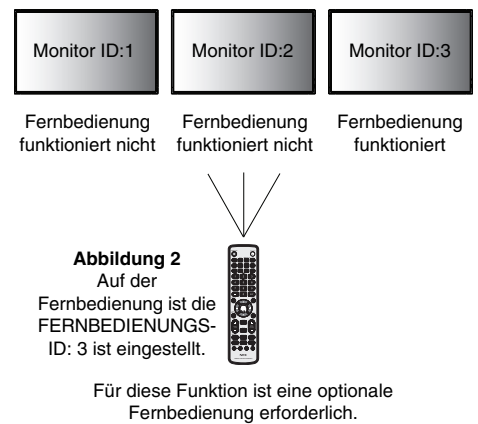 Monitor ID:1
Monitor ID:2
Monitor ID:3
Fernbedienung
funktioniert nicht
Fernbedienung
funktioniert nicht
Fernbedienung
funktioniert
Abbildung 2
Auf der
Fernbedienung ist die
FERNBEDIENUNGS-
ID: 3 ist eingestellt.
Für diese Funktion ist eine optionale
Fernbedienung erforderlich.